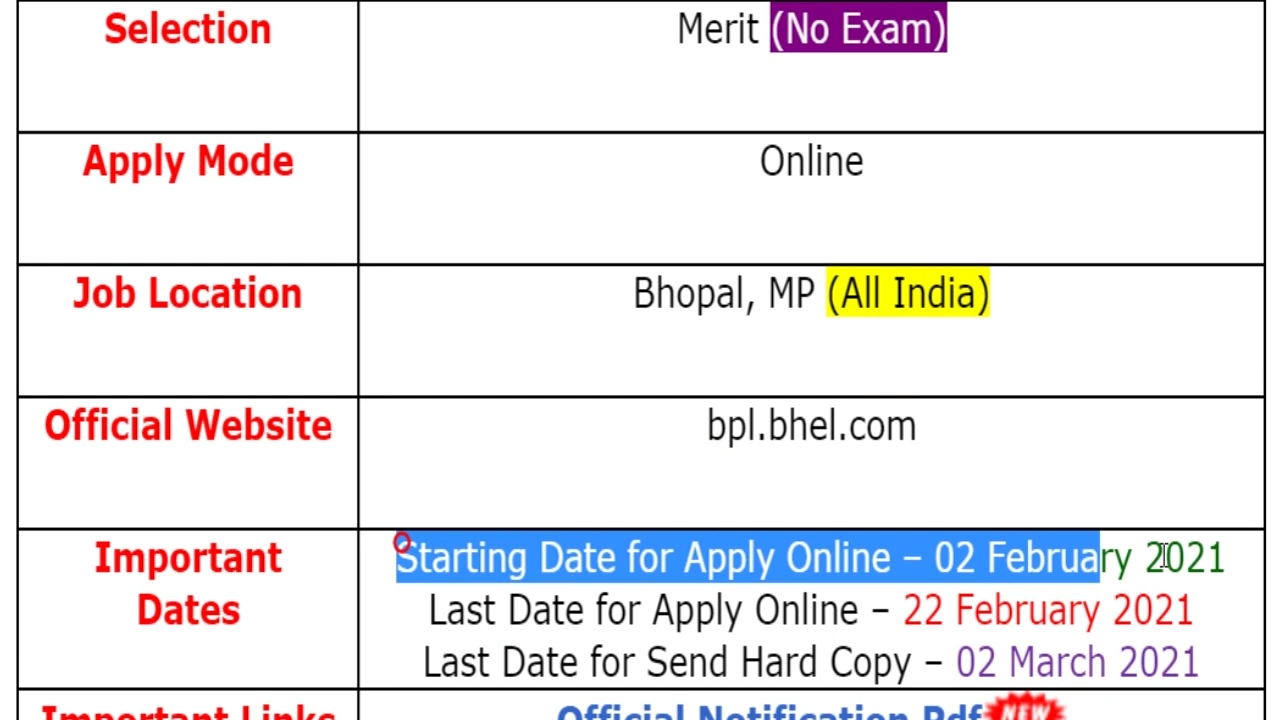 Selection
Merit (No Exam)
Apply Mode
Online
Job Location
Bhopal, MP (All India)
Official Website
bpl.bhel.com
Important
Dates
Starting Date for Apply Online – 02 February 2021
Last Date for Apply Online – 22 February 2021
Last Date for Send Hard Copy – 02 March 2021
Important Links
Official Notification Pdf NEW